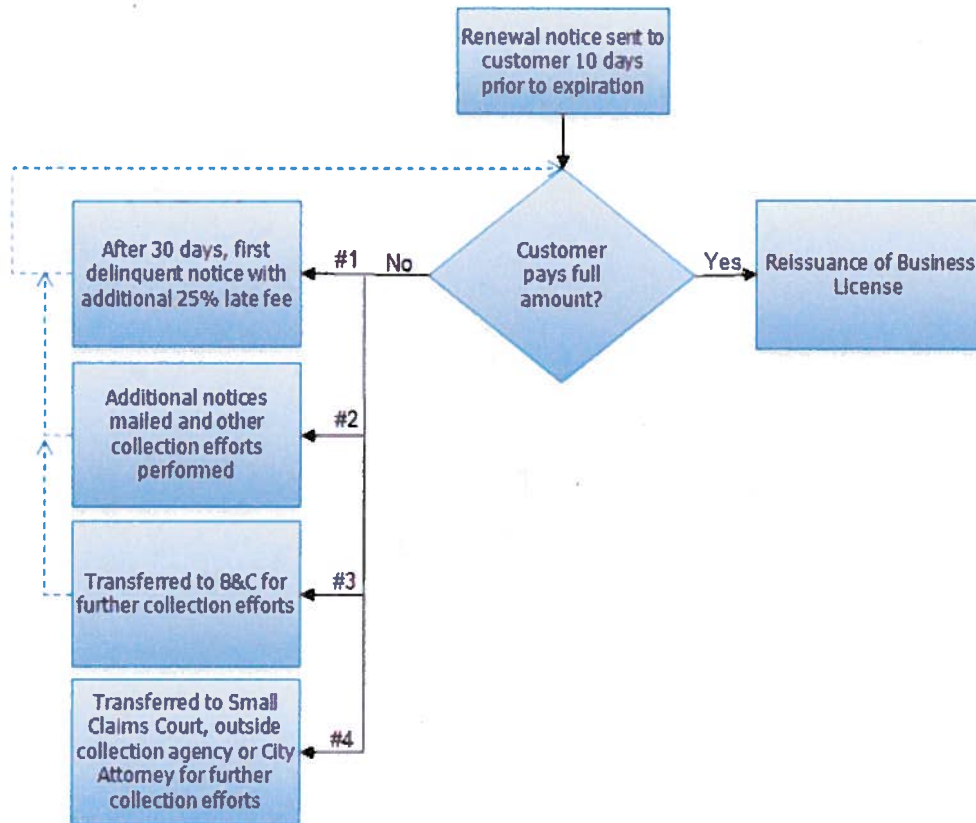 Renewal notice sent to
customer 10 days
prior to expiration
Customer
pays full
amount?
Yes
Reissuance of Business
License
No
#1
After 30 days, first
delinquent notice with
additional 25% late fee
#2
Additional notices
mailed and other
collection efforts
performed
#3
Transferred to B&C for
further collection efforts
#4
Transferred to Small
Claims Court, outside
collection agency or City
Attorney for further
collection efforts